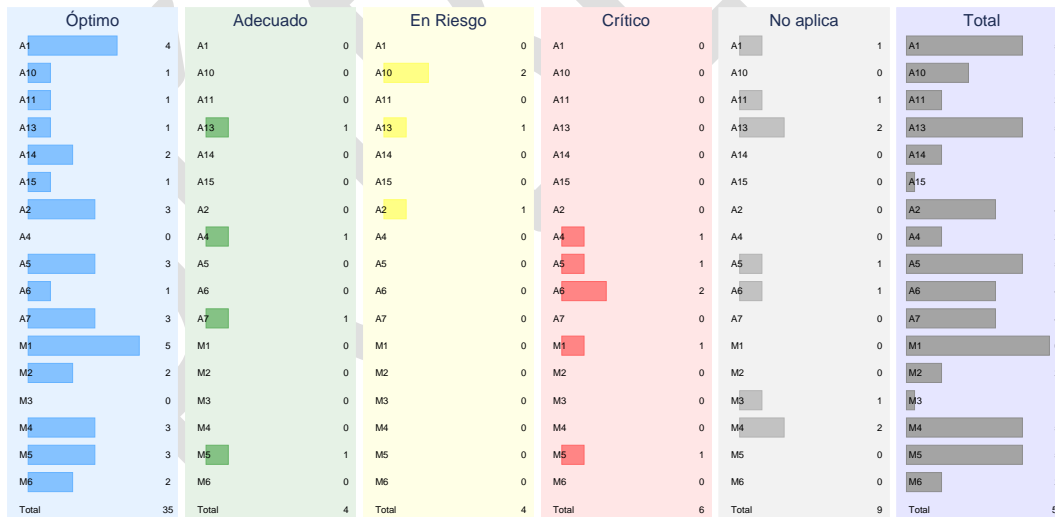 Óptimo Adecuado En Riesgo Crítico No aplica Total
A1 4 A1 0 A1 0 A1 0 A1 1 A1
A10 1 A10 0 A10 2 A10 0 A10 0 A10
A11 1 A11 0 A11 0 A11 0 A11 1 A11
A13 1 A13 1 A13 1 A13 0 A13 2 A13
A14 2 A14 0 A14 0 A14 0 A14 0 A14
A15 1 A15 0 A15 0 A15 0 A15 0 A15
A2 3 A2 0 A2 1 A2 0 A2 0 A2
A4 0 A4 1 A4 0 A4 1 A4 0 A4
A5 3 A5 0 A5 0 A5 1 A5 1 A5
A6 1 A6 0 A6 0 A6 2 A6 1 A6
A7 3 A7 1 A7 0 A7 0 A7 0 A7
M1 5 M1 0 M1 0 M1 1 M1 0 M1
M2 2 M2 0 M2 0 M2 0 M2 0 M2
M3 0 M3 0 M3 0 M3 0 M3 1 M3
M4 3 M4 0 M4 0 M4 0 M4 2 M4
M5 3 M5 1 M5 0 M5 1 M5 0 M5
M6 2 M6 0 M6 0 M6 0 M6 0 M6
Total 35 Total 4 Total 4 Total 6 Total 9 Total